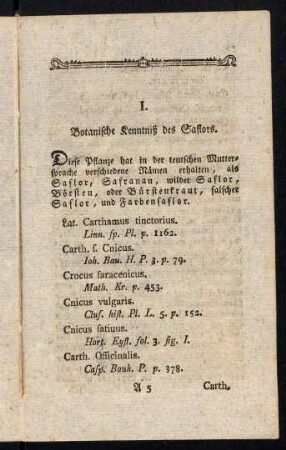 I.
Botanische Kenntniß des Saflors.
Diese Pflanze hat in der teutschen Mutter-
sprache verschiedene Nämen erhalten, als
Saflor, Safranan, wilder Saflor,
Börsten, oder Bürstenkraut, falscher
Saflor, und Farbensaflor.
Lat. Carthamus tinctorius.
Linn. sp. Pl. p. 1162.
Carth. s. Cnicus.
Ioh. Bau. H. P. 3. p. 79.
Crocus saracenicus.
Math. Kr. p. 453.
Cnicus vulgaris.
Clus. hist. Pl. L. 5. p. 152.
Cnicus satiuus.
Hort. Eyst. fol. 3. fig. I.
Carth. Officinalis.
Casp. Bauh. P. p. 378.
A 5 Carth.